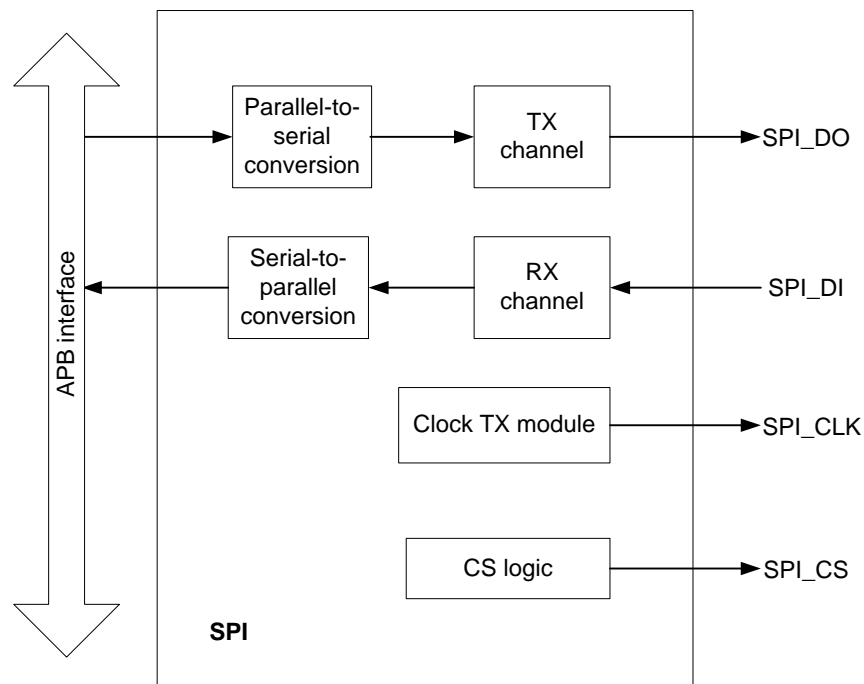 Parallel-to-
serial
conversion
TX
channel
SPI_DO
Serial-to-
parallel
conversion
RX
channel
SPI_DI
APB interface
Clock TX module
SPI_CLK
CS logic
SPI_CS
SPI